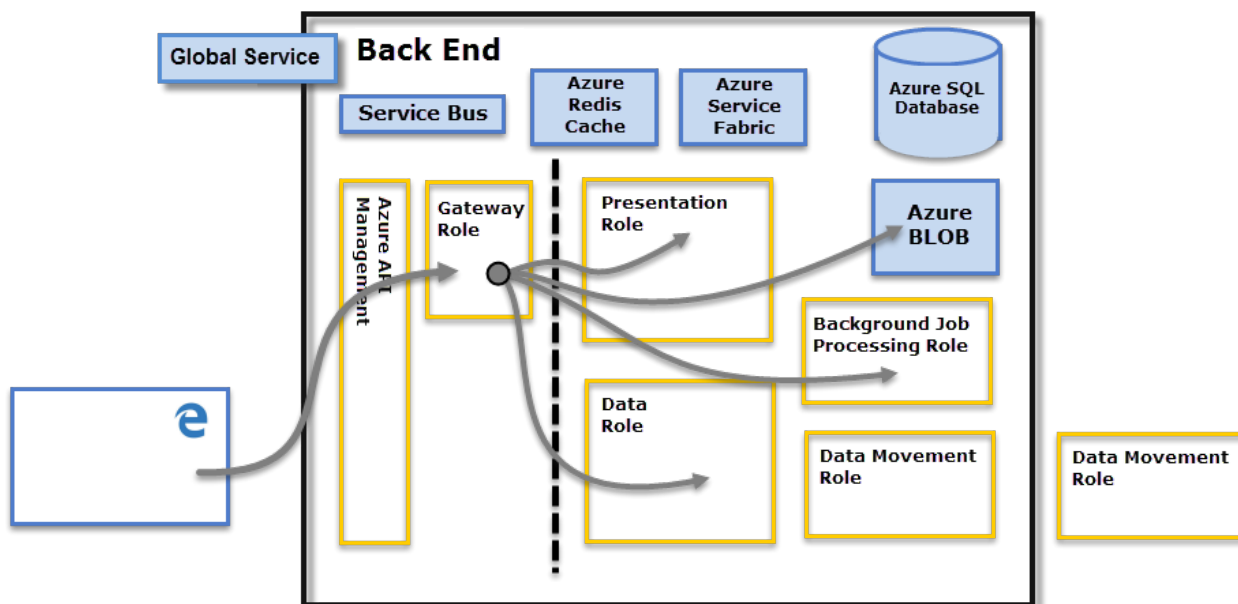 Global Service
Back End
Service Bus
Azure
Redis
Cache
Azure
Service
Fabric
Azure SQL
Database
Azure API
Management
Gateway
Role
Presentation
Role
Azure
BLOB
Background Job
Processing Role
Data
Role
Data Movement
Role
Data Movement
Role